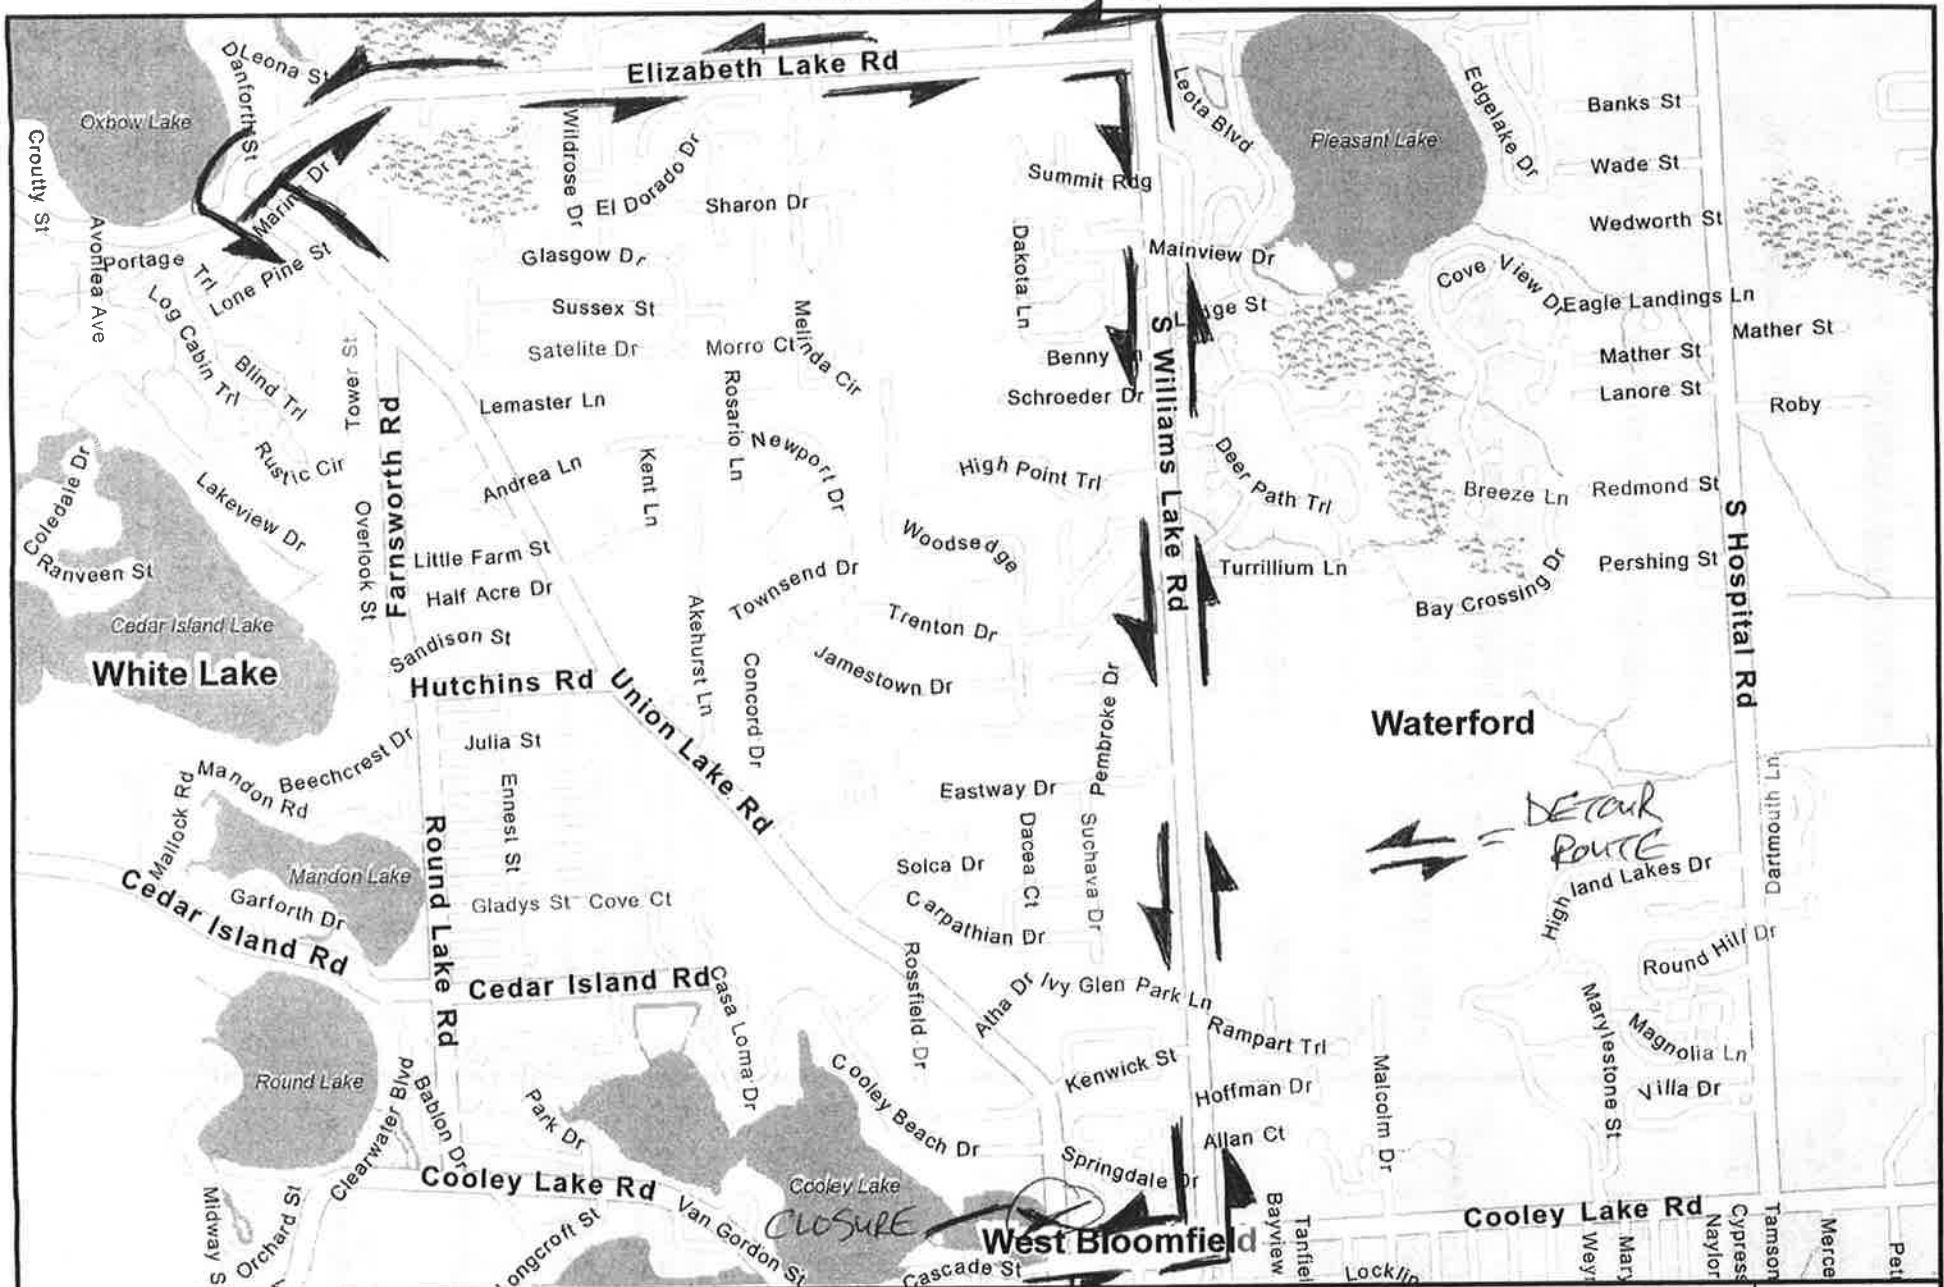 Elizabeth Lake Rd
Leona St
Danforth St
Oxbow Lake
Croutty St
Marin Dr
Wildrose Dr
El Dorado Dr
Sharon Dr
Summit Rdg
Leota Blvd
Pleasant Lake
Edgelake Dr
Banks St
Wade St
Wedworth St
Avonlea Ave
Portage Trl
Lone Pine St
Glasgow Dr
Dakota Ln
Mainview Dr
Cove View Dr
Eagle Landings Ln
Log Cabin Trl
Sussex St
Melinda Cir
Mather St
Mather St
Blind Trl
Tower St
Satelite Dr
Morro Ct
Benny
S Williams Lake Rd
Schroeder Dr
Lanore St
Roby
Farnsworth Rd
Lemaster Ln
Rosario Ln
Newport Dr
Rustic Cir
Andrea Ln
Kent Ln
High Point Trl
Deer Path Trl
Breeze Ln
Redmond St
Coledale Dr
Lakeview Dr
Overlook St
Woodsedge
S Hospital Rd
Ranveen St
Little Farm St
Half Acre Dr
Townsend Dr
Turrillium Ln
Pershing St
Bay Crossing Dr
Cedar Island Lake
Sandison St
Akehurst Ln
Trenton Dr
White Lake
Hutchins Rd
Union Lake Rd
Concord Dr
Jamestown Dr
Pembroke Dr
Waterford
Julia St
Beechcrest Dr
Mandon Rd
Mallock Rd
Ennest St
Eastway Dr
Dacea Ct
Suchava Dr
= DETOUR
ROUTE
Dartmouth Ln
Round Lake Rd
Mandon Lake
Solca Dr
High land Lakes Dr
Cedar Island Rd
Garforth Dr
Gladys St
Cove Ct
Carpathian Dr
Round Hill Dr
Cedar Island Rd
Casa Loma Dr
Rossfield Dr
Atha Dr
Ivy Glen Park Ln
Marylestone St
Magnolia Ln
Rampart Trl
Round Lake
Clearwater Blvd
Bablon Dr
Park Dr
Cooley Beach Dr
Kenwick St
Hoffman Dr
Malcolm Dr
Villa Dr
Allan Ct
Springdale Dr
Cooley Lake Rd
Cooley Lake
CLOSURE
Cooley Lake Rd
Midway S
Orchard St
Longcroft St
Van Gordon St
West Bloomfield
Cascade St
Bayview
Tanfiel
Locklin
Mary
Naylor
Cypress
Tamson
Merce
Pet